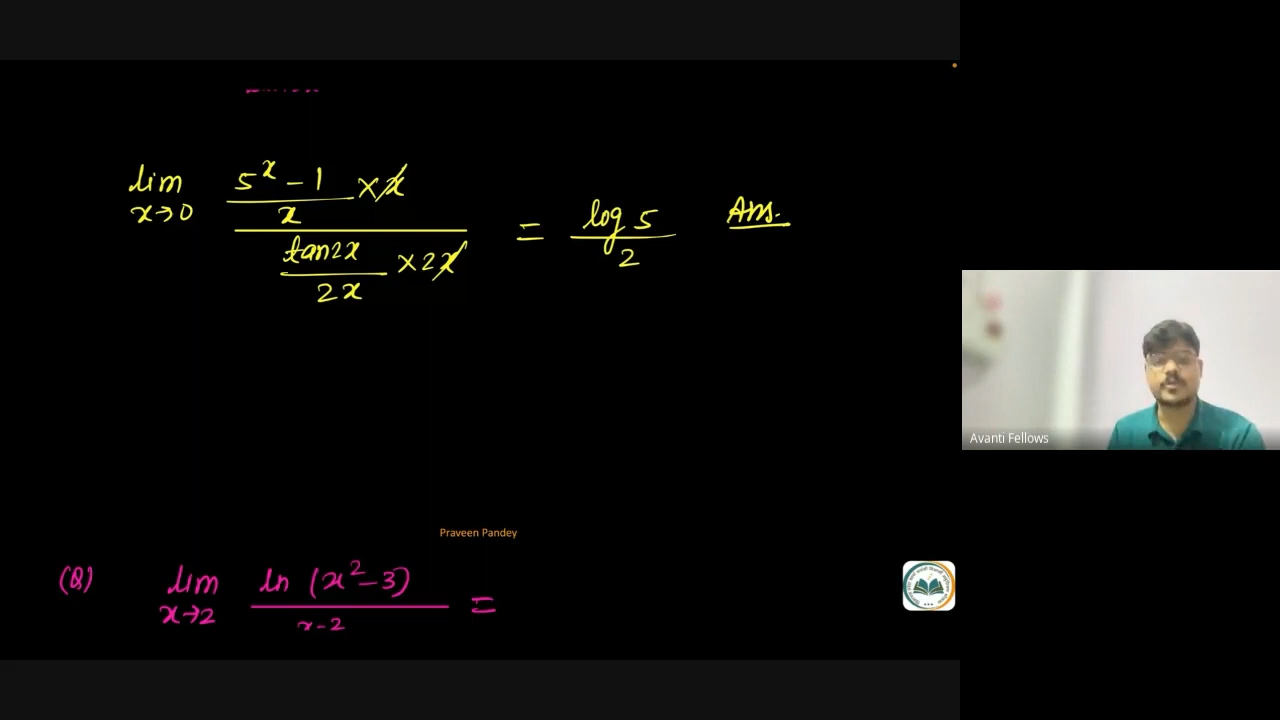 lim x→0 (5^x − 1)/x × x / (tan2x/2x × 2x) = log 5/2 Ans.
Avanti Fellows
Praveen Pandey
(Q) lim x→2 ln (x² − 3)/(x − 2) =